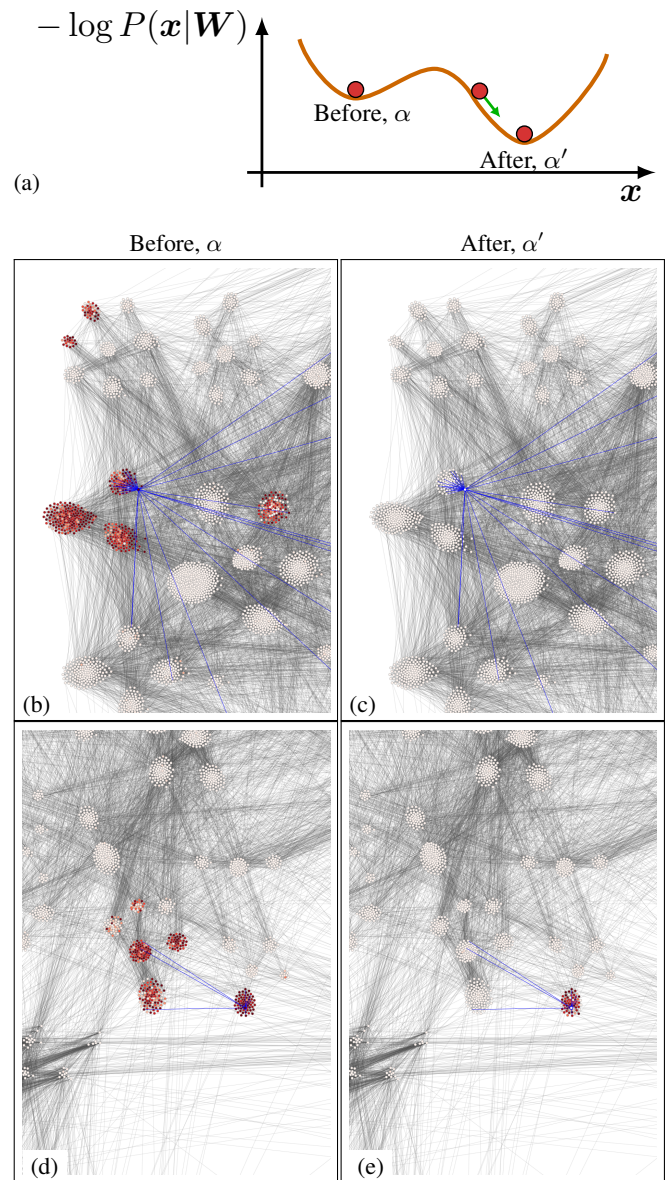 − log P(x|W)
Before, α
After, α′
x
(a)
Before, α
After, α′
(b)
(c)
(d)
(e)